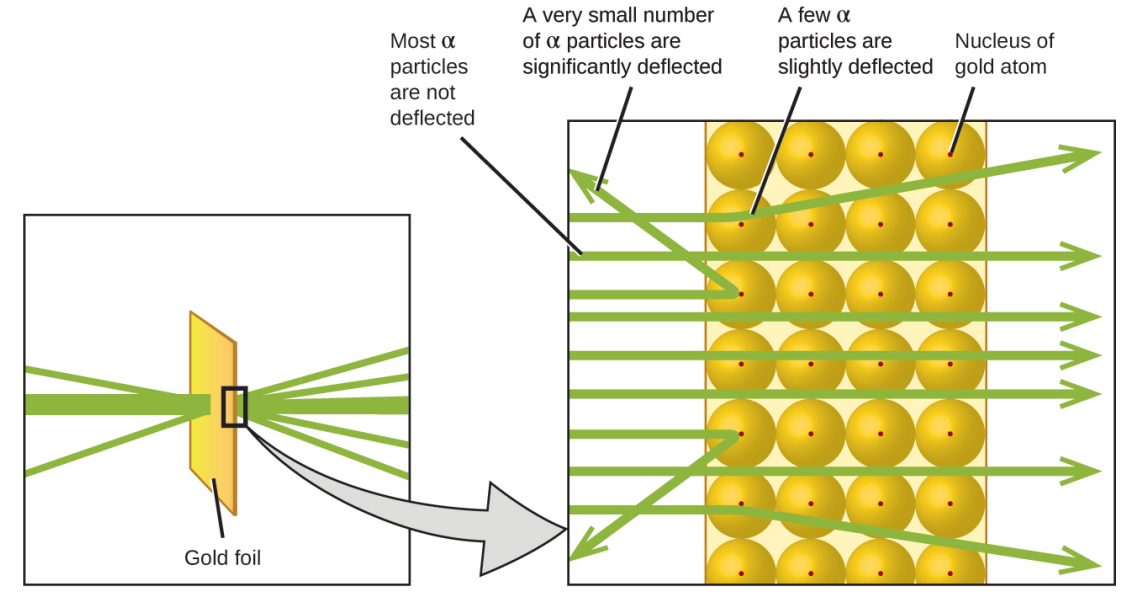 Most α
particles
are not
deflected
A very small number
of α particles are
significantly deflected
A few α
particles are
slightly deflected
Nucleus of
gold atom
Gold foil